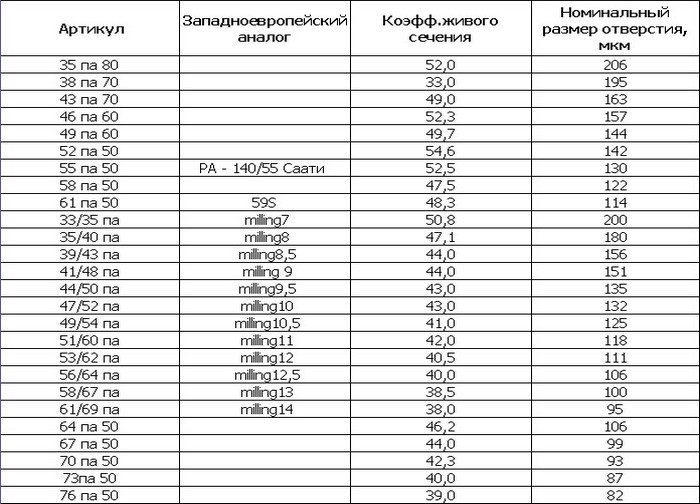 Артикул Западноевропейский аналог Коэфф.живого сечения Номинальный размер отверстия, мкм
35 па 80 52,0 206
38 па 70 33,0 195
43 па 70 49,0 163
46 па 60 52,3 157
49 па 60 49,7 144
52 па 50 54,6 142
55 па 50 РА - 140/55 Саати 52,5 130
58 па 50 47,5 122
61 па 50 59S 48,3 114
33/35 па milling7 50,8 200
35/40 па milling8 47,1 180
39/43 па milling8,5 44,0 156
41/48 па milling 9 44,0 151
44/50 па milling9,5 43,0 135
47/52 па milling10 43,0 132
49/54 па milling10,5 41,0 125
51/60 па milling11 42,0 118
53/62 па milling12 40,5 111
56/64 па milling12,5 40,0 106
58/67 па milling13 38,5 100
61/69 па milling14 38,0 95
64 па 50 46,2 106
67 па 50 44,0 99
70 па 50 42,3 93
73па 50 40,0 87
76 па 50 39,0 82